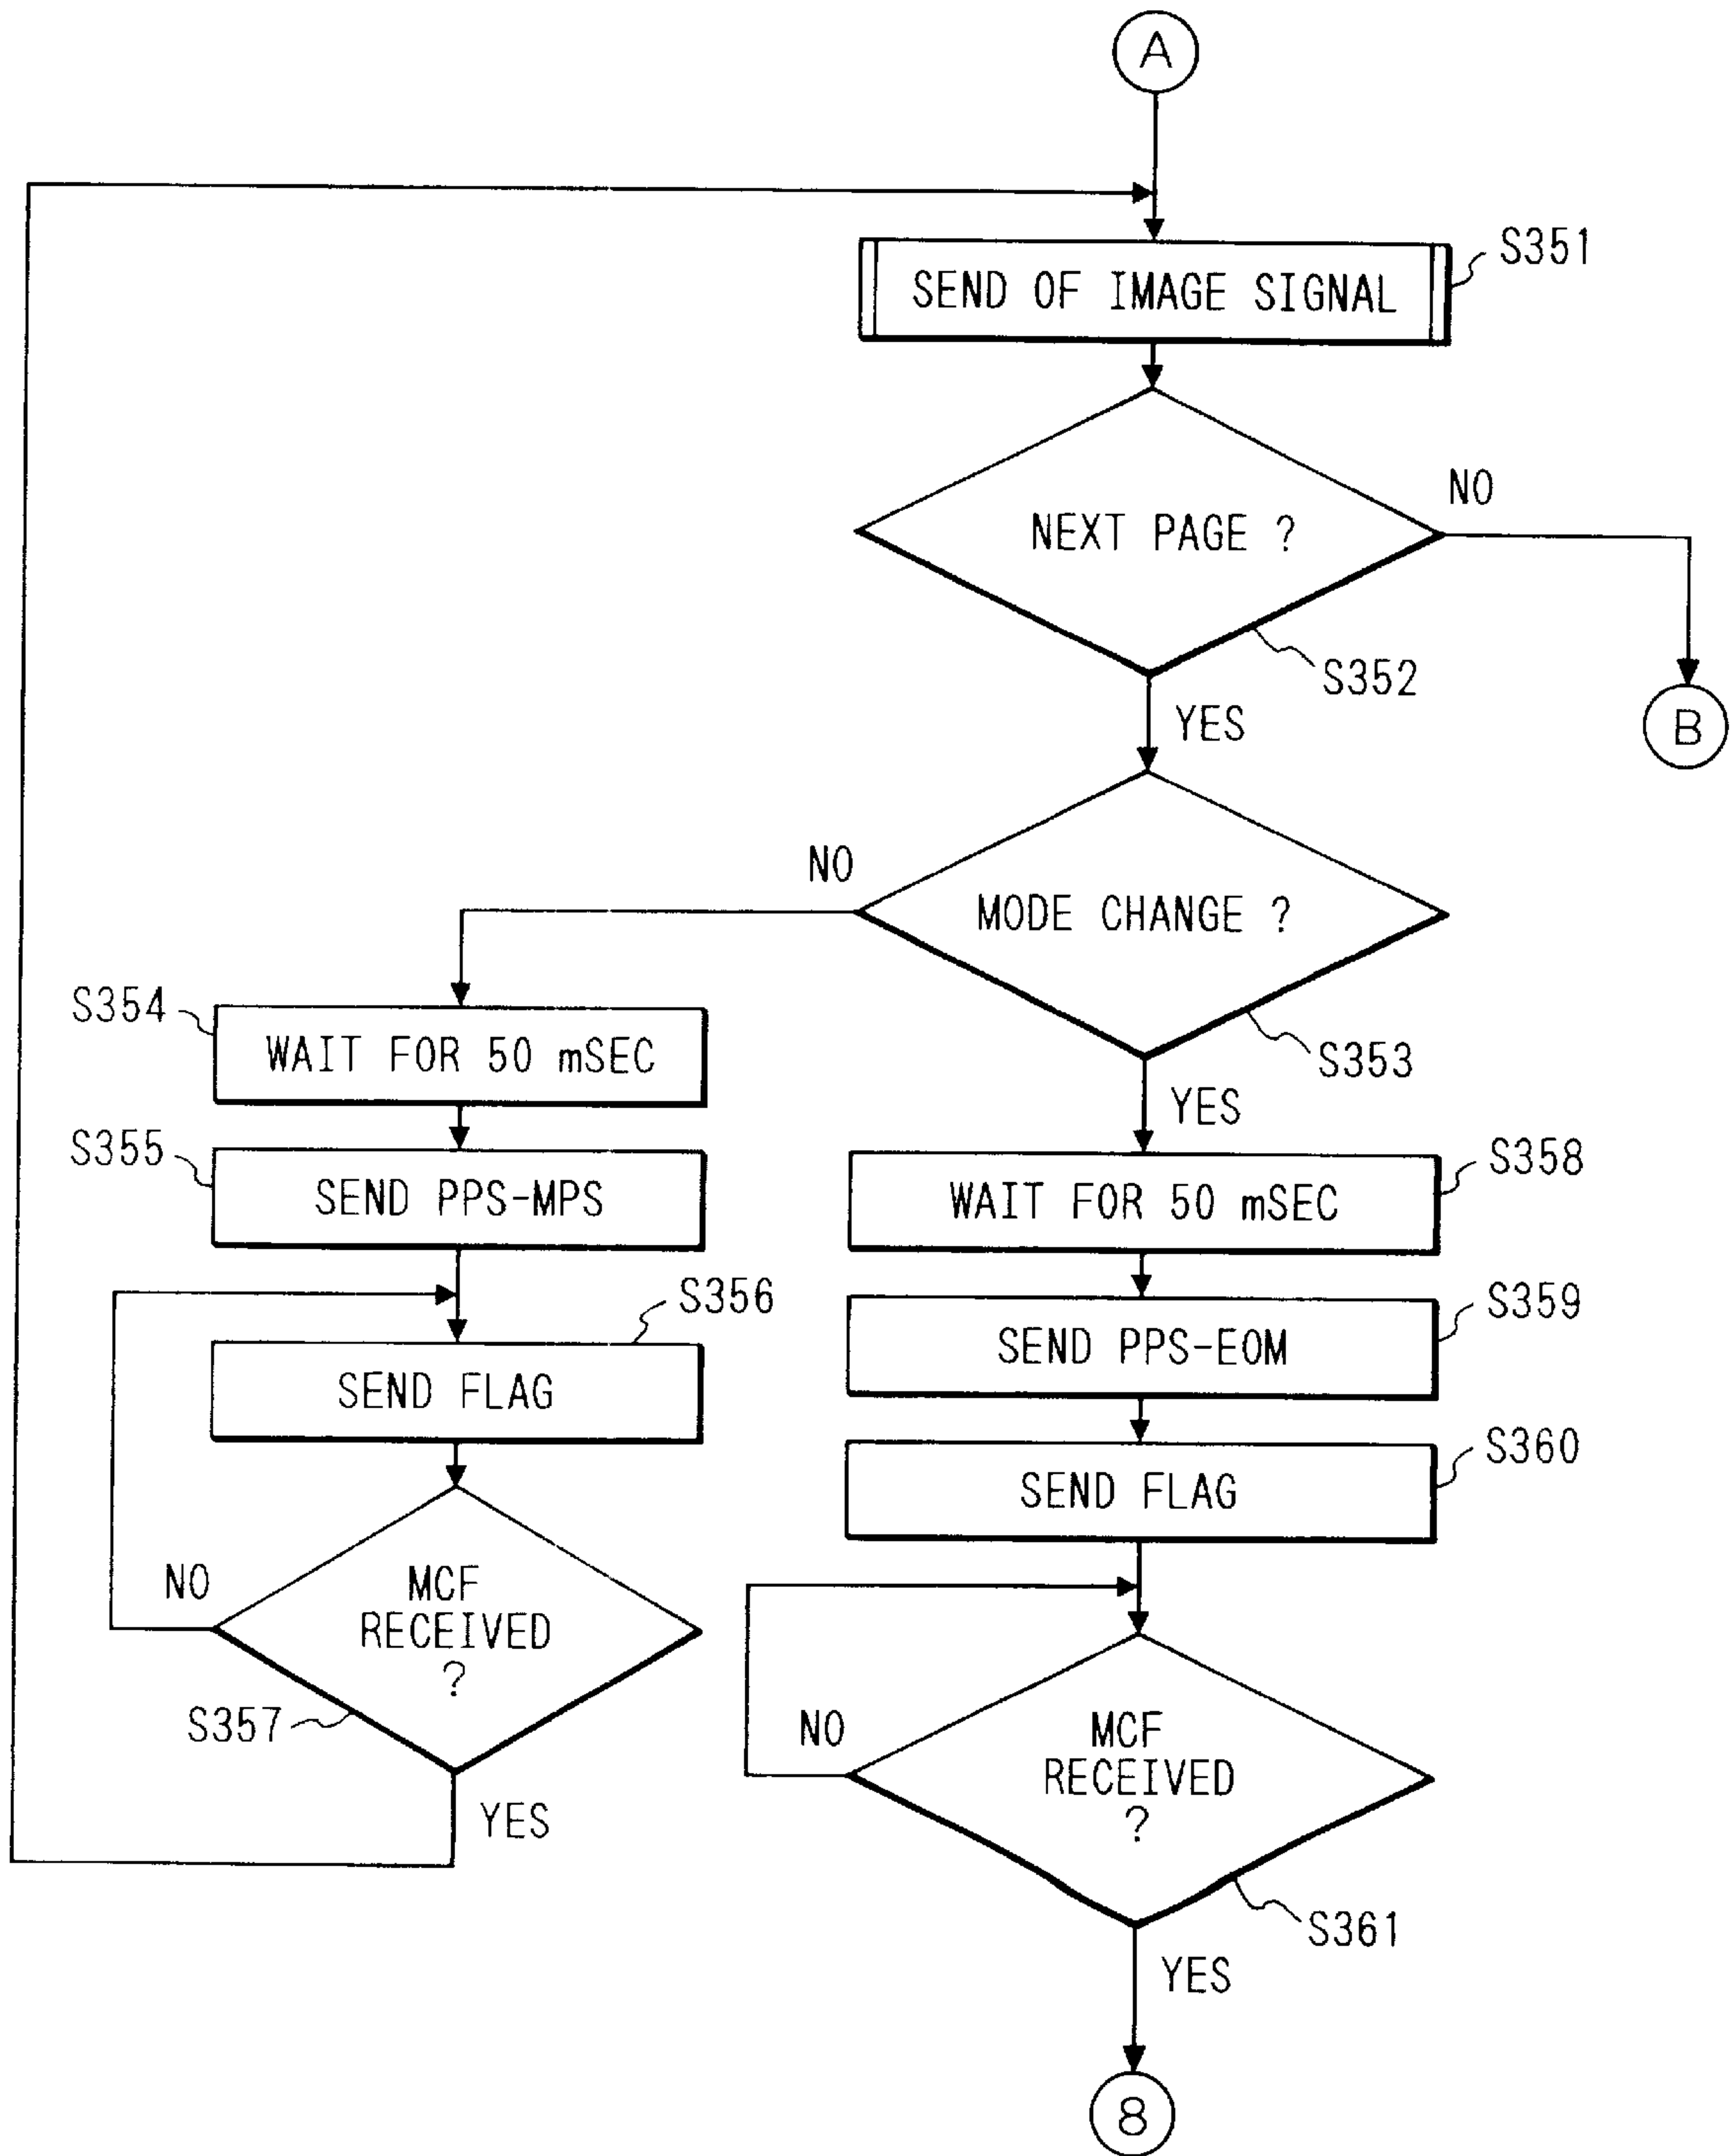 A
S351
SEND OF IMAGE SIGNAL
NO
NEXT PAGE ?
S352
YES
B
NO
MODE CHANGE ?
S353
YES
S354
WAIT FOR 50 mSEC
S355
SEND PPS-MPS
S356
SEND FLAG
NO
MCF
RECEIVED
?
S357
YES
S358
WAIT FOR 50 mSEC
S359
SEND PPS-EOM
S360
SEND FLAG
NO
MCF
RECEIVED
?
S361
YES
8